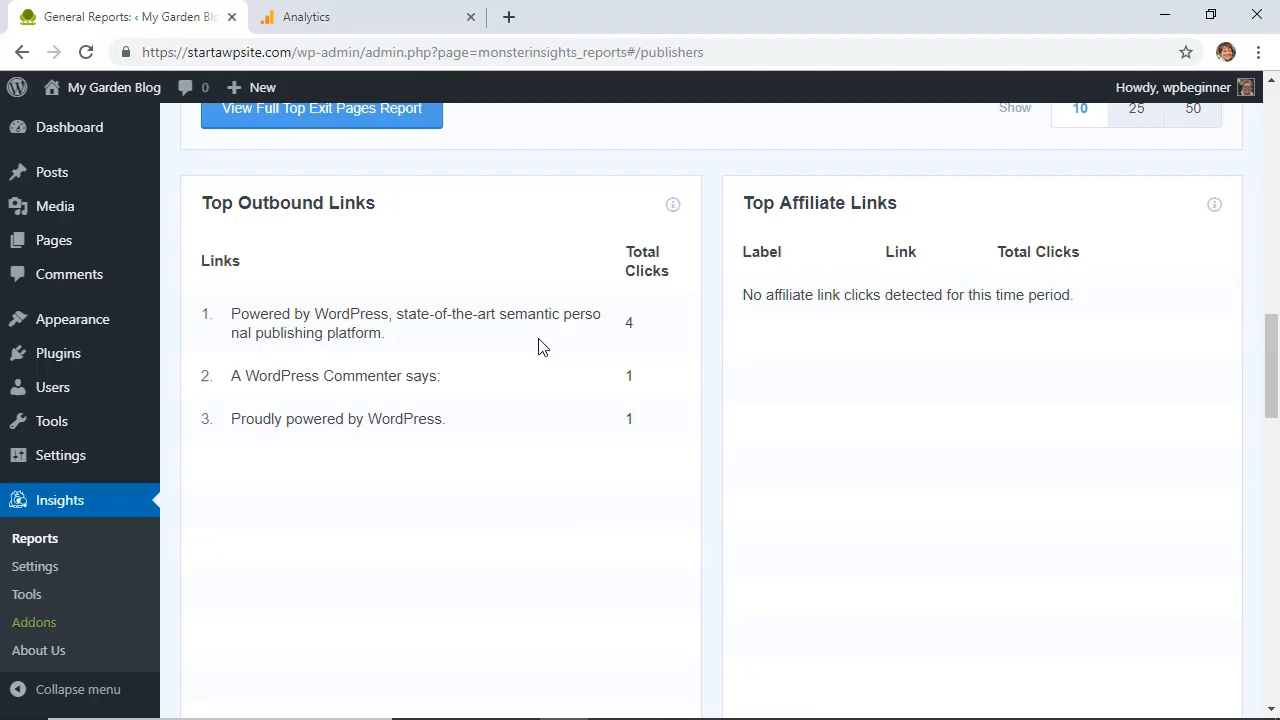 General Reports: ‹ My Garden Blo
Analytics
https://startawpsite.com/wp-admin/admin.php?page=monsterinsights_reports#/publishers
My Garden Blog
0
New
Howdy, wpbeginner
Dashboard
Posts
Media
Pages
Comments
Appearance
Plugins
Users
Tools
Settings
Insights
Reports
Settings
Tools
Addons
About Us
Collapse menu
View Full Top Exit Pages Report
Show
10
25
50
Top Outbound Links
Links
Total
Clicks
1.
Powered by WordPress, state-of-the-art semantic perso
nal publishing platform.
4
2.
A WordPress Commenter says:
1
3.
Proudly powered by WordPress.
1
Top Affiliate Links
Label
Link
Total Clicks
No affiliate link clicks detected for this time period.